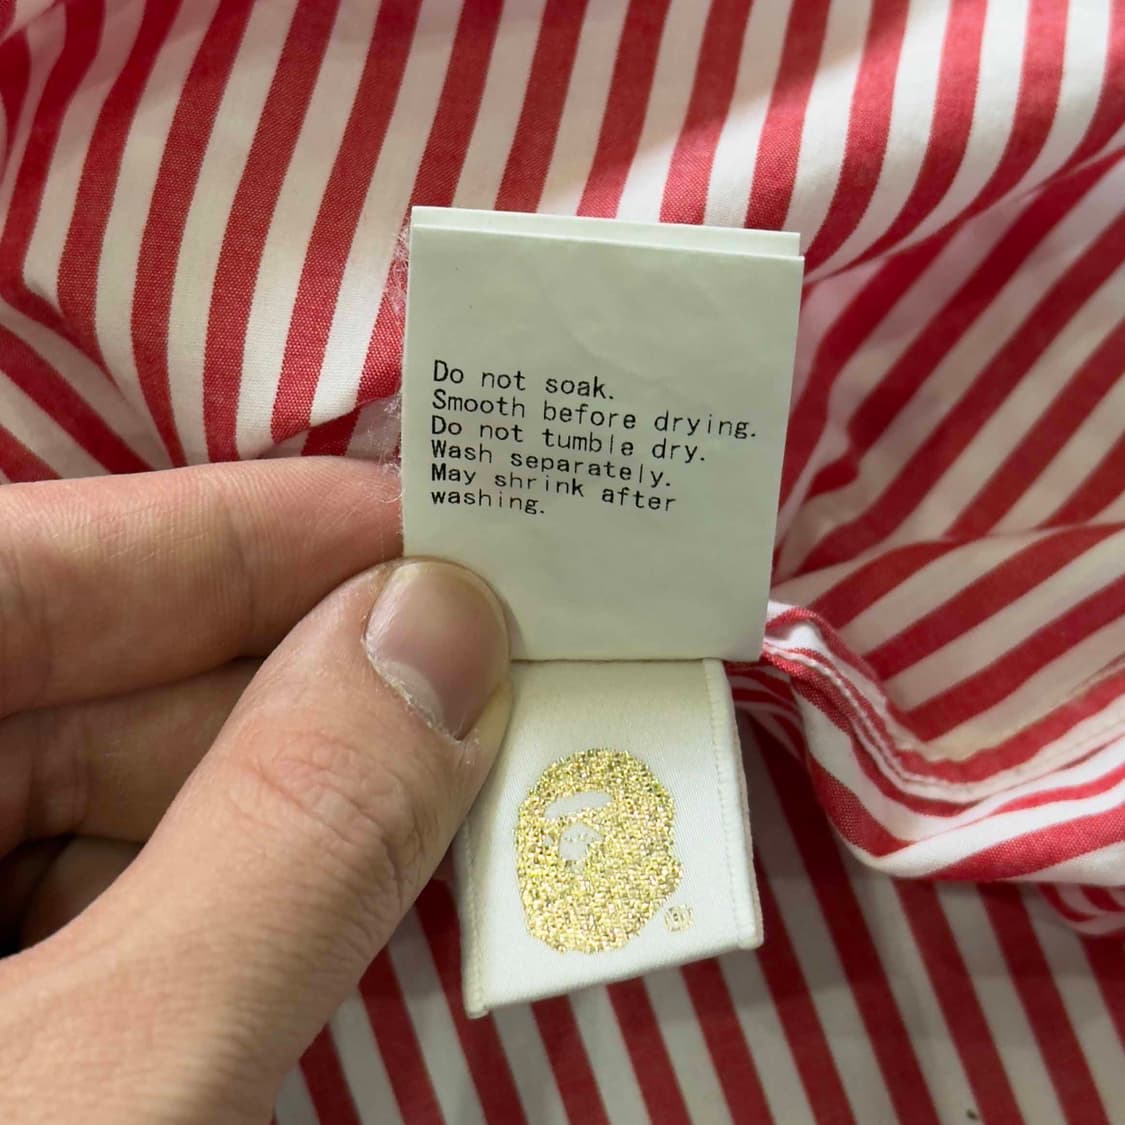 Do not soak.
Smooth before drying.
Do not tumble dry.
Wash separately.
May shrink after
washing.
®